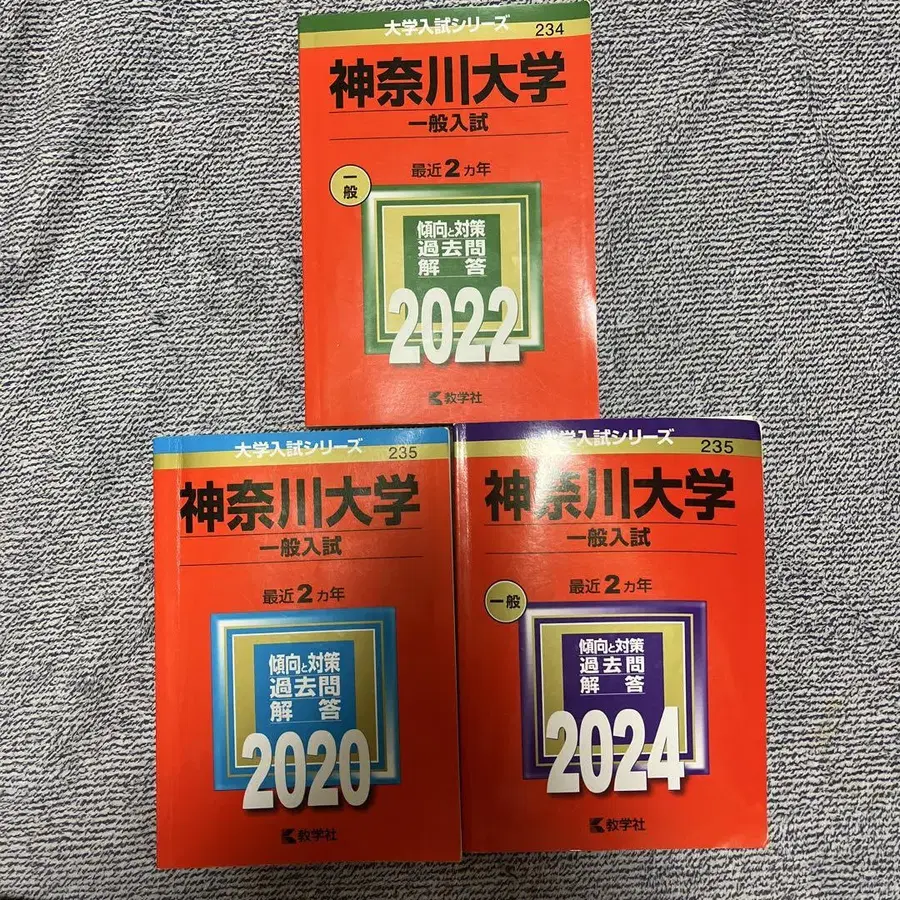 大学入試シリーズ
234
神奈川大学
一般入試
最近2カ年
一般
傾向と対策
過去問
解答
2022
教学社
大学入試シリーズ
235
神奈川大学
一般入試
最近2カ年
傾向と対策
過去問
解答
2020
教学社
大学入試シリーズ
235
神奈川大学
一般入試
最近2カ年
一般
傾向と対策
過去問
解答
2024
教学社